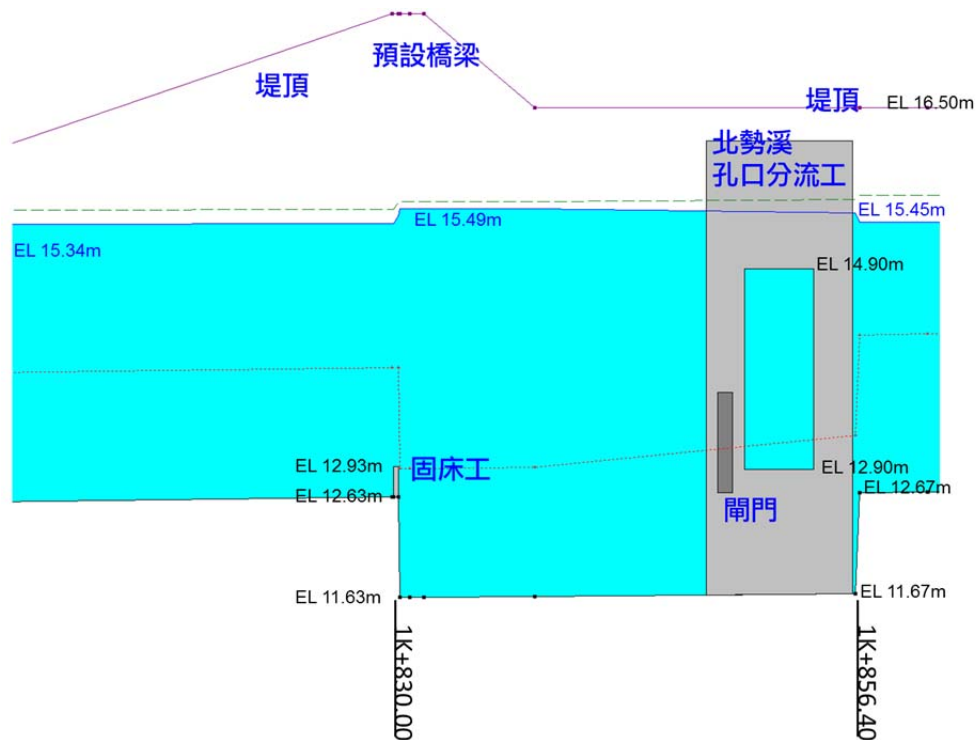 預設橋梁
堤頂
堤頂
EL 16.50m
北勢溪
孔口分流工
EL 15.34m
EL 15.49m
EL 15.45m
EL 14.90m
EL 12.93m
固床工
EL 12.90m
EL 12.63m
EL 12.67m
閘門
EL 11.63m
EL 11.67m
1K+830.00
1K+856.40